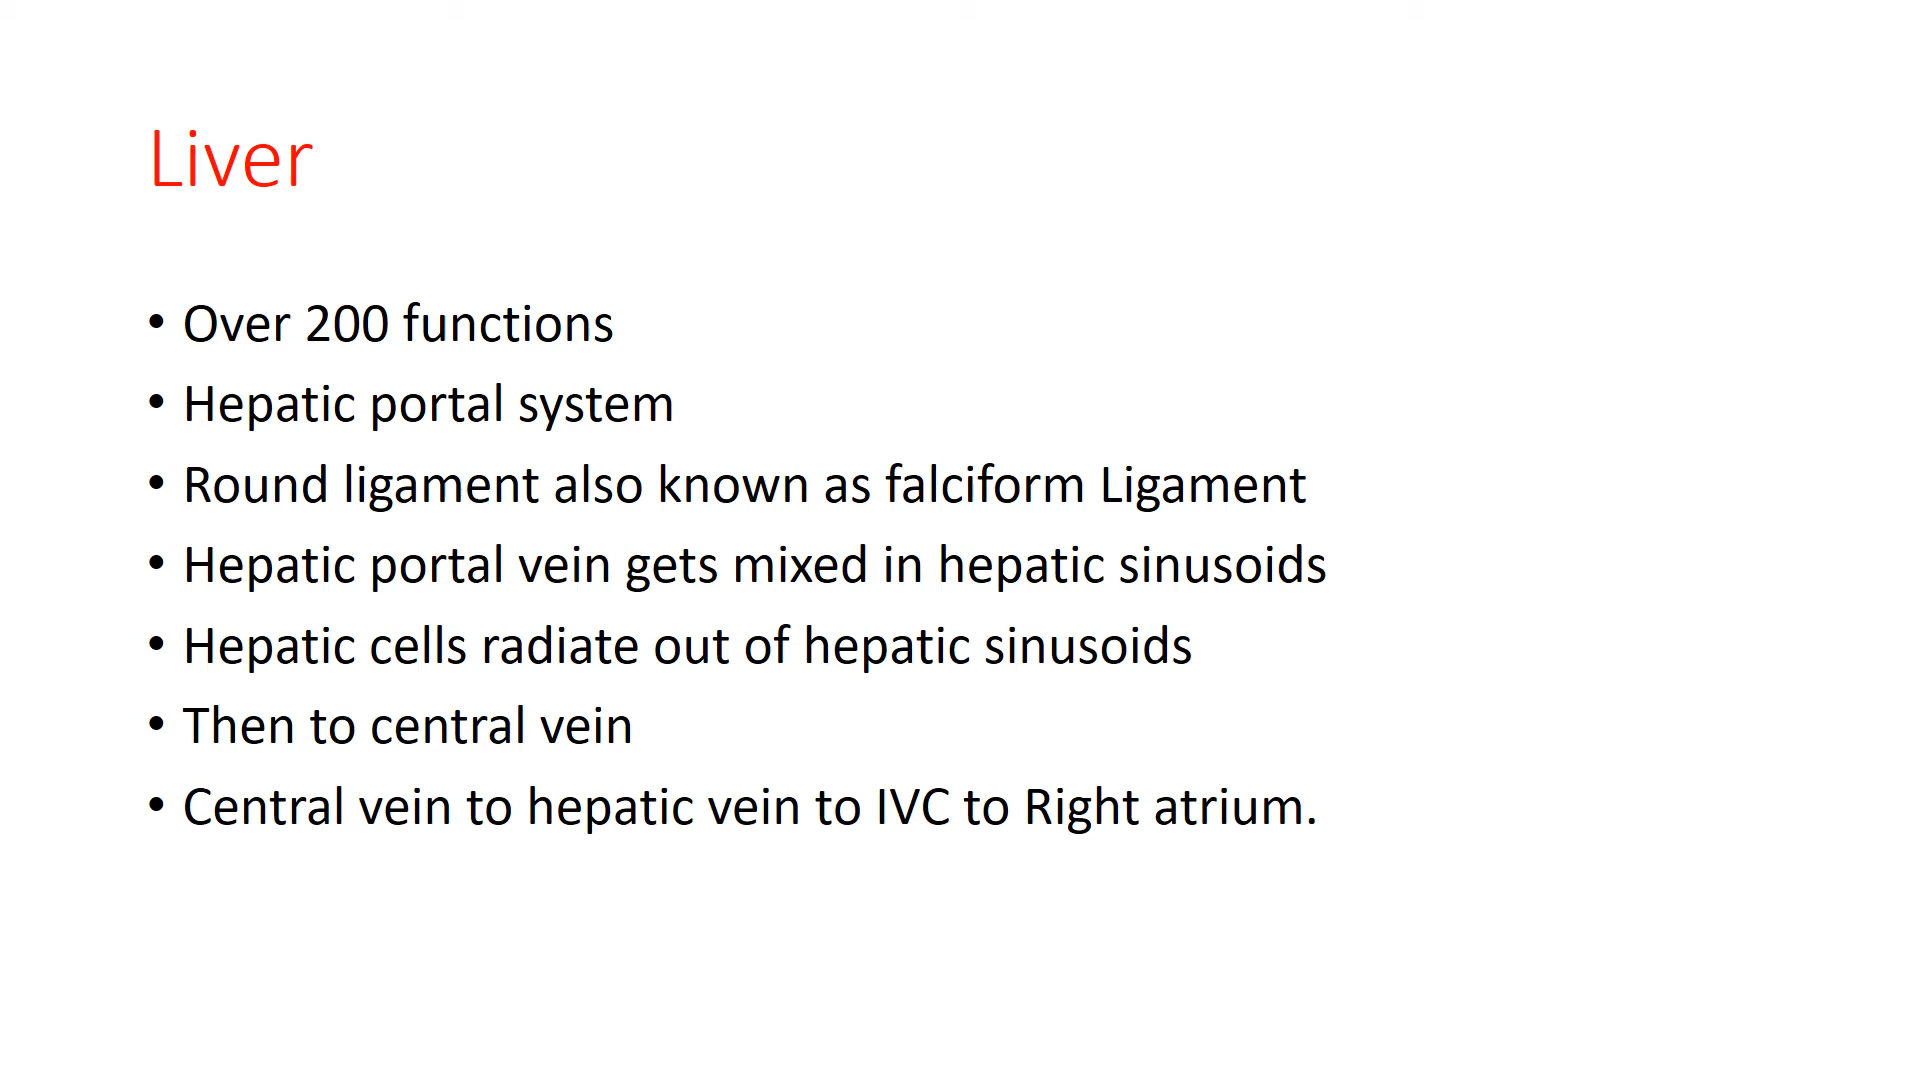 Liver
• Over 200 functions
• Hepatic portal system
• Round ligament also known as falciform Ligament
• Hepatic portal vein gets mixed in hepatic sinusoids
• Hepatic cells radiate out of hepatic sinusoids
• Then to central vein
• Central vein to hepatic vein to IVC to Right atrium.